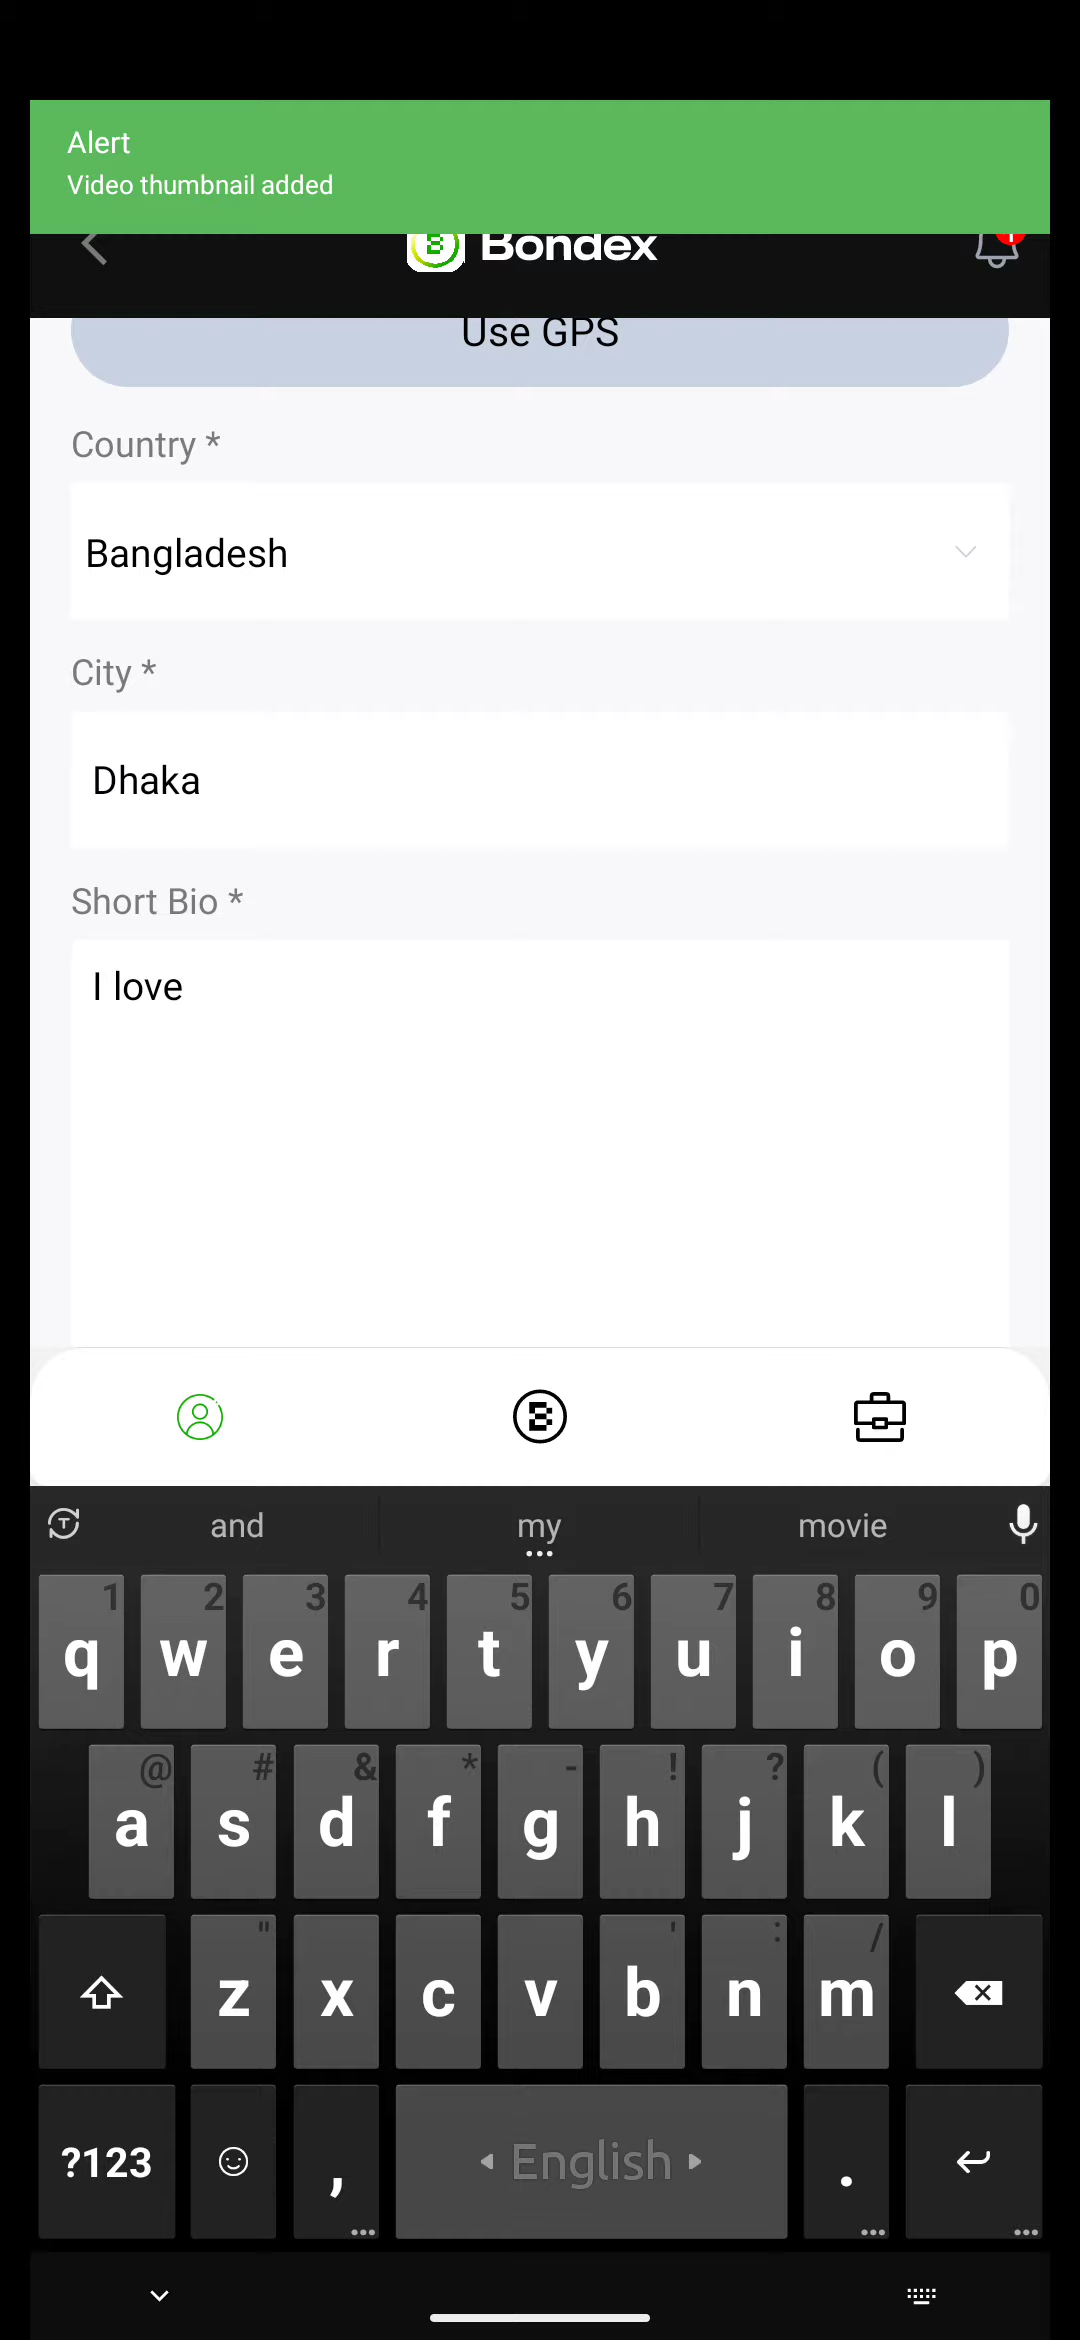 Alert
Video thumbnail added
Bondex
1
Use GPS
Country *
Bangladesh
City *
Dhaka
Short Bio *
I love
and my movie
1 2 3 4 5 6 7 8 9 0
q w e r t y u i o p
@ # & * - ! ? ( )
a s d f g h j k l
" ' : /
z x c v b n m
?123 , English .